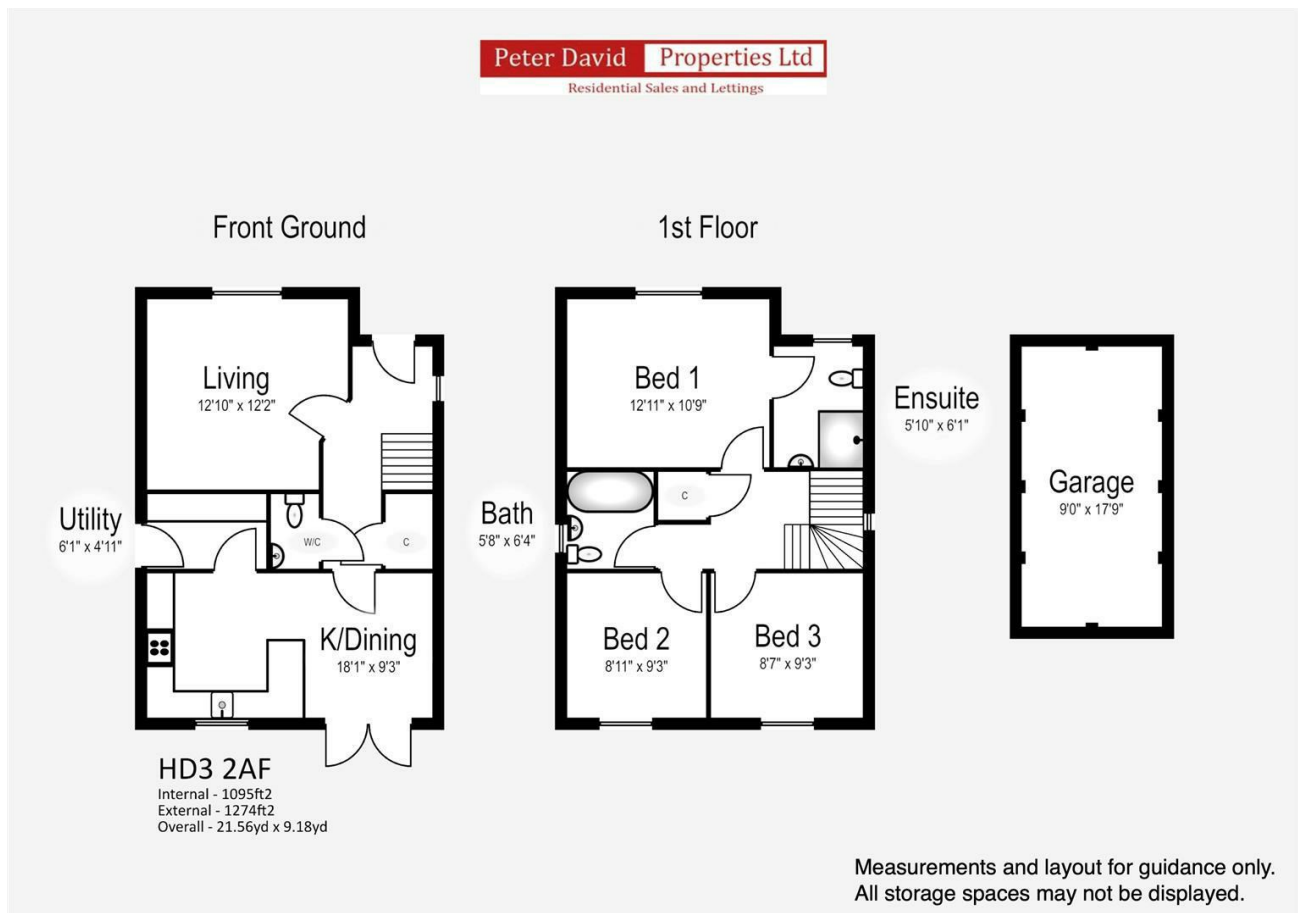 Peter David Properties Ltd
Residential Sales and Lettings
Front Ground
1st Floor
Living
12'10" x 12'2"
Utility
6'1" x 4'11"
W/C
C
K/Dining
18'1" x 9'3"
Bed 1
12'11" x 10'9"
Ensuite
5'10" x 6'1"
Bath
5'8" x 6'4"
C
Bed 2
8'11" x 9'3"
Bed 3
8'7" x 9'3"
Garage
9'0" x 17'9"
HD3 2AF
Internal - 1095ft2
External - 1274ft2
Overall - 21.56yd x 9.18yd
Measurements and layout for guidance only.
All storage spaces may not be displayed.